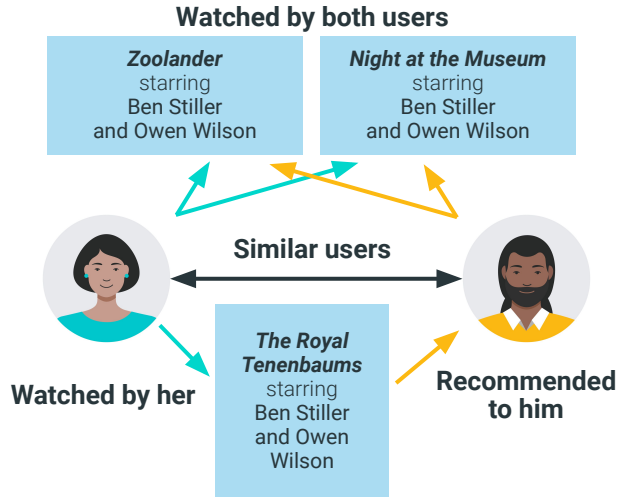 Watched by both users
Zoolander
starring
Ben Stiller
and Owen Wilson
Night at the Museum
starring
Ben Stiller
and Owen Wilson
Similar users
The Royal
Tenenbaums
starring
Ben Stiller
and Owen
Wilson
Watched by her
Recommended
to him